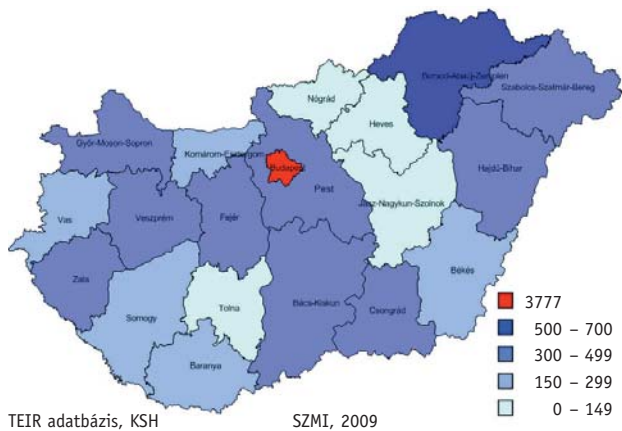 Borsod-Abaúj-Zemplén
Szabolcs-Szatmár-Bereg
Nógrád
Heves
Győr-Moson-Sopron
Komárom-Esztergom
Budapest
Hajdú-Bihar
Pest
Jász-Nagykun-Szolnok
Vas
Veszprém
Fejér
Zala
Békés
Tolna
Bács-Kiskun
Csongrád
Somogy
Baranya
3777
500 – 700
300 – 499
150 – 299
0 – 149
TEIR adatbázis, KSH
SZMI, 2009